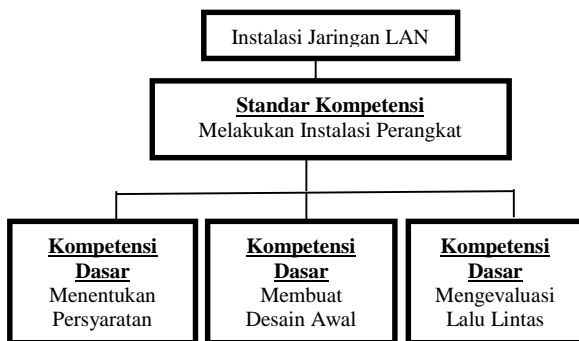 Instalasi Jaringan LAN
Standar Kompetensi
Melakukan Instalasi Perangkat
Kompetensi
Dasar
Menentukan
Persyaratan
Kompetensi
Dasar
Membuat
Desain Awal
Kompetensi
Dasar
Mengevaluasi
Lalu Lintas